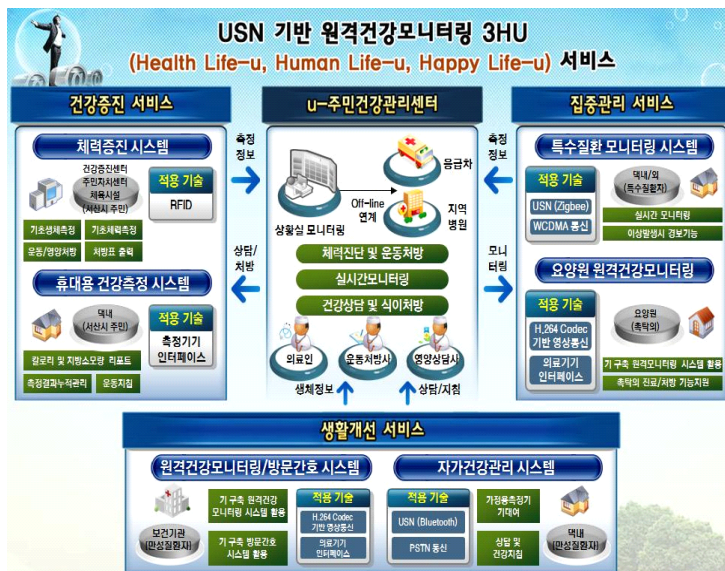 USN 기반 원격건강모니터링 3HU
(Health Life-u, Human Life-u, Happy Life-u) 서비스
건강증진 서비스
체력증진 시스템
건강증진센터
주민자치센터
체육시설
(서산시 주민)
적용 기술
RFID
기초생체측정
기초체력측정
운동/영양처방
처방표 출력
휴대용 건강측정 시스템
댁내
(서산시 주민)
적용 기술
측정기기
인터페이스
칼로리 및 지방소모량 리포트
측정결과누적관리
운동지침
측정
정보
상담/
처방
u-주민건강관리센터
상황실 모니터링
Off-line
연계
응급차
지역
병원
체력진단 및 운동처방
실시간모니터링
건강상담 및 식이처방
의료인
운동처방사
영양상담사
생체정보
상담/지침
측정
정보
모니
터링
집중관리 서비스
특수질환 모니터링 시스템
적용 기술
USN (Zigbee)
WCDMA 통신
댁내/외
(특수질환자)
실시간 모니터링
이상발생시 경보기능
요양원 원격건강모니터링
적용 기술
H.264 Codec
기반 영상통신
의료기기
인터페이스
요양원
(촉탁의)
기 구축 원격모니터링 시스템 활용
촉탁의 진료/처방 기능지원
생활개선 서비스
원격건강모니터링/방문간호 시스템
보건기관
(만성질환자)
기 구축 원격건강
모니터링 시스템 활용
기 구축 방문간호
시스템 활용
적용 기술
H.264 Codec
기반 영상통신
의료기기
인터페이스
자가건강관리 시스템
적용 기술
USN (Bluetooth)
PSTN 통신
가정용측정기
기대여
상담 및
건강지침
댁내
(만성질환자)